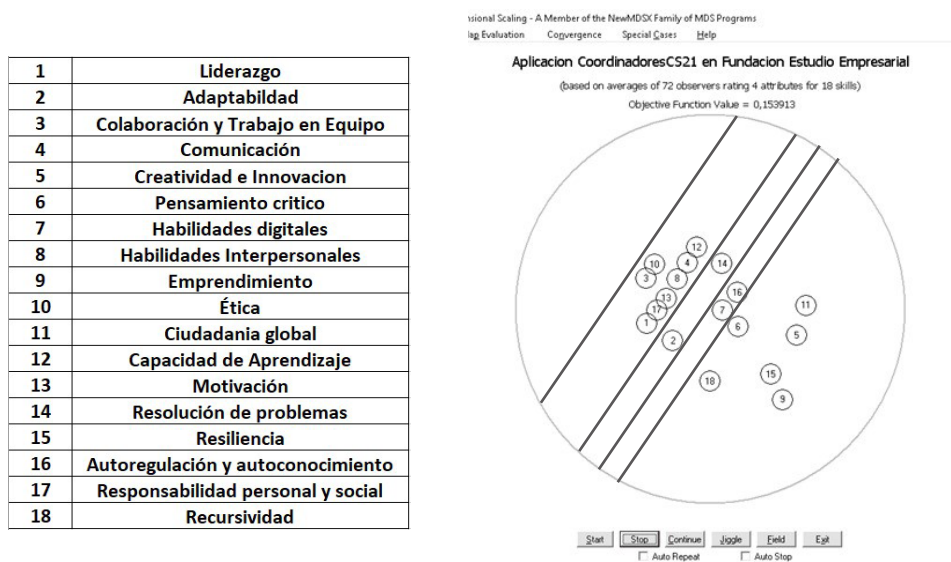 1 Liderazgo
2 Adaptabildad
3 Colaboración y Trabajo en Equipo
4 Comunicación
5 Creatividad e Innovacion
6 Pensamiento critico
7 Habilidades digitales
8 Habilidades Interpersonales
9 Emprendimiento
10 Ética
11 Ciudadania global
12 Capacidad de Aprendizaje
13 Motivación
14 Resolución de problemas
15 Resiliencia
16 Autoregulación y autoconocimiento
17 Responsabilidad personal y social
18 Recursividad
nsional Scaling - A Member of the NewMDSX Family of MDS Programs
Map Evaluation Convergence Special Cases Help
Aplicacion CoordinadoresCS21 en Fundacion Estudio Empresarial
(based on averages of 72 observers rating 4 attributes for 18 skills)
Objective Function Value = 0,153913
12
10 4 14
3 8
13 16
17 7 11
1 6
2 5
18 15
9
Start Stop Continue Jiggle Field Exit
Auto Repeat Auto Stop